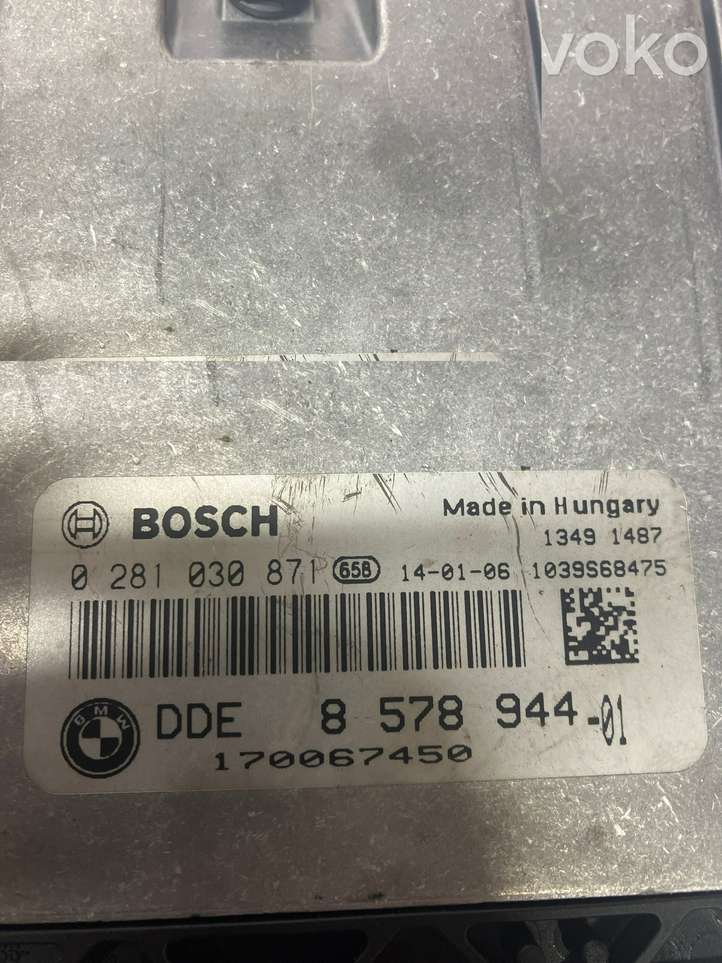 voko
BOSCH
Made in Hungary
1349 1487
0 281 030 871 658 14-01-06 1039S68475
BMW DDE 8 578 944-01
170067450